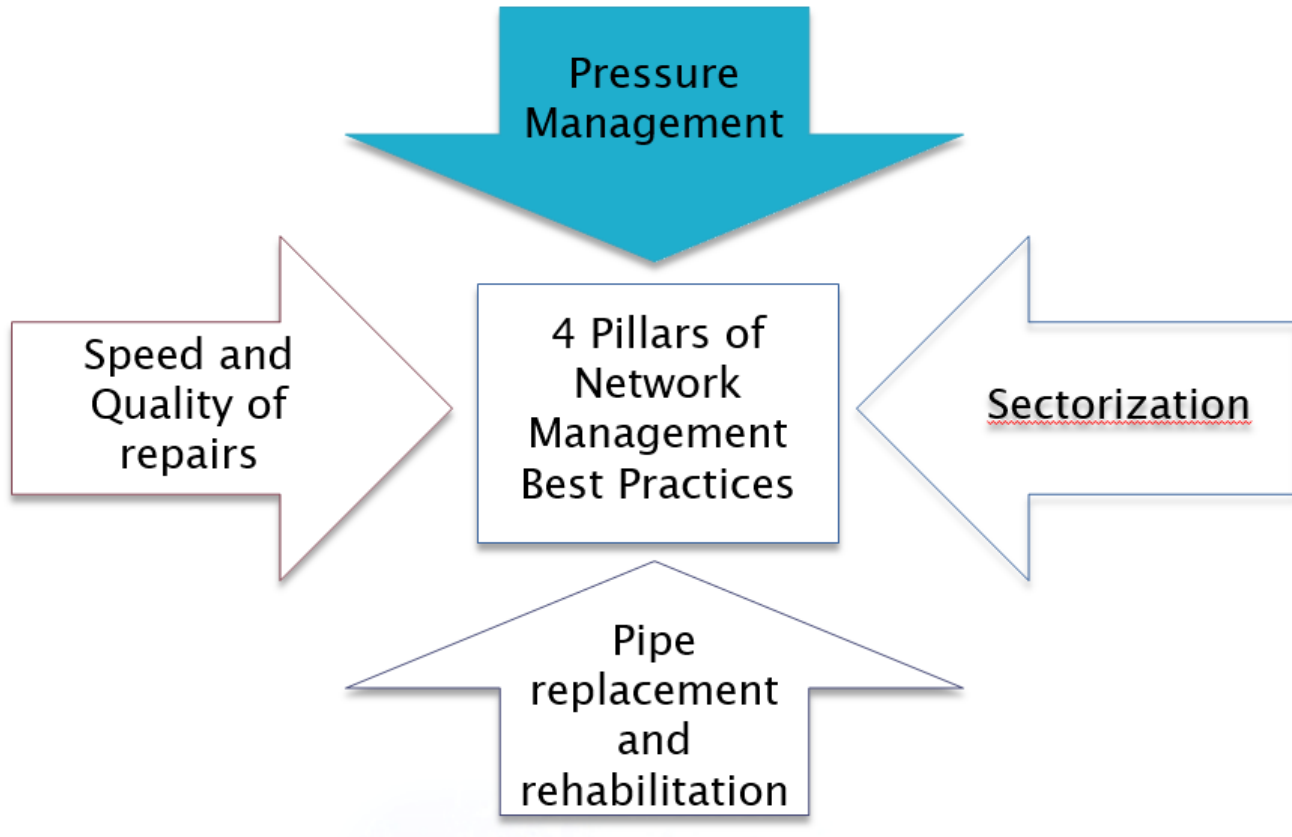 Pressure
Management
Speed and
Quality of
repairs
4 Pillars of
Network
Management
Best Practices
Sectorization
Pipe
replacement
and
rehabilitation